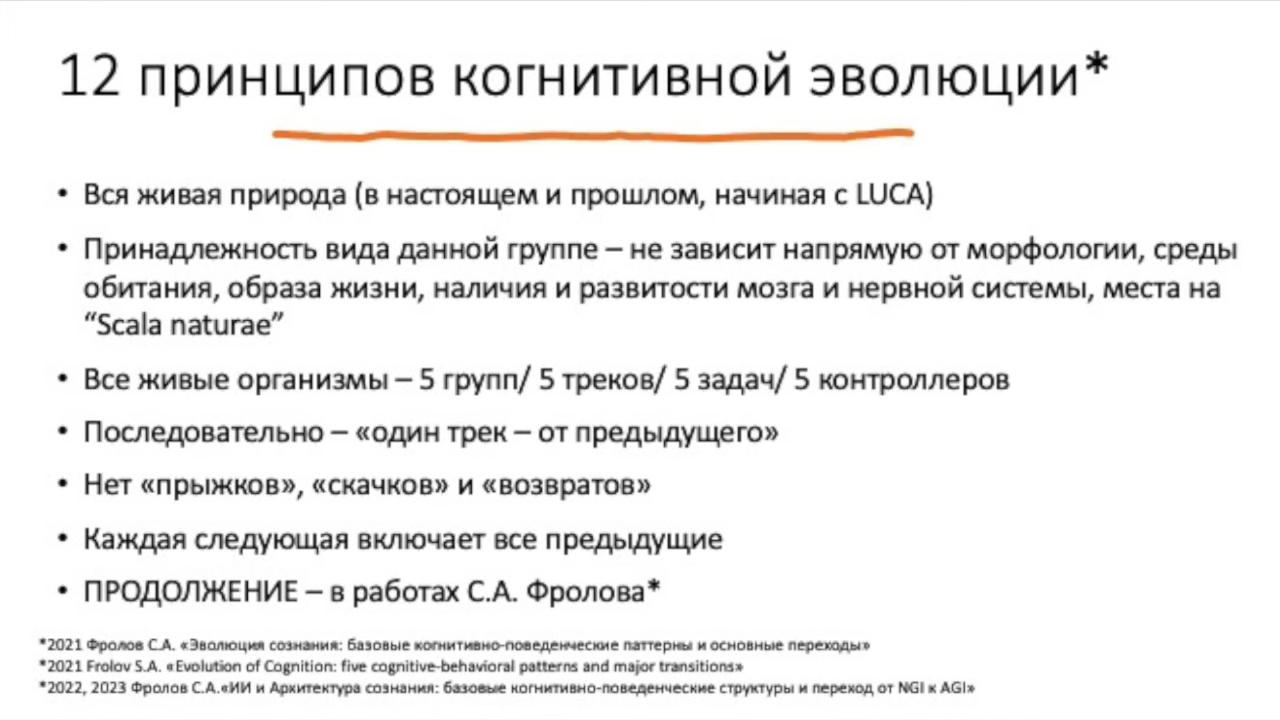 12 принципов когнитивной эволюции*
• Вся живая природа (в настоящем и прошлом, начиная с LUCA)
• Принадлежность вида данной группе – не зависит напрямую от морфологии, среды
обитания, образа жизни, наличия и развитости мозга и нервной системы, места на
“Scala naturae”
• Все живые организмы – 5 групп/ 5 треков/ 5 задач/ 5 контроллеров
• Последовательно – «один трек – от предыдущего»
• Нет «прыжков», «скачков» и «возвратов»
• Каждая следующая включает все предыдущие
• ПРОДОЛЖЕНИЕ – в работах С.А. Фролова*
*2021 Фролов С.А. «Эволюция сознания: базовые когнитивно-поведенческие паттерны и основные переходы»
*2021 Frolov S.A. «Evolution of Cognition: five cognitive-behavioral patterns and major transitions»
*2022, 2023 Фролов С.А.«ИИ и Архитектура сознания: базовые когнитивно-поведенческие структуры и переход от NGI к AGI»